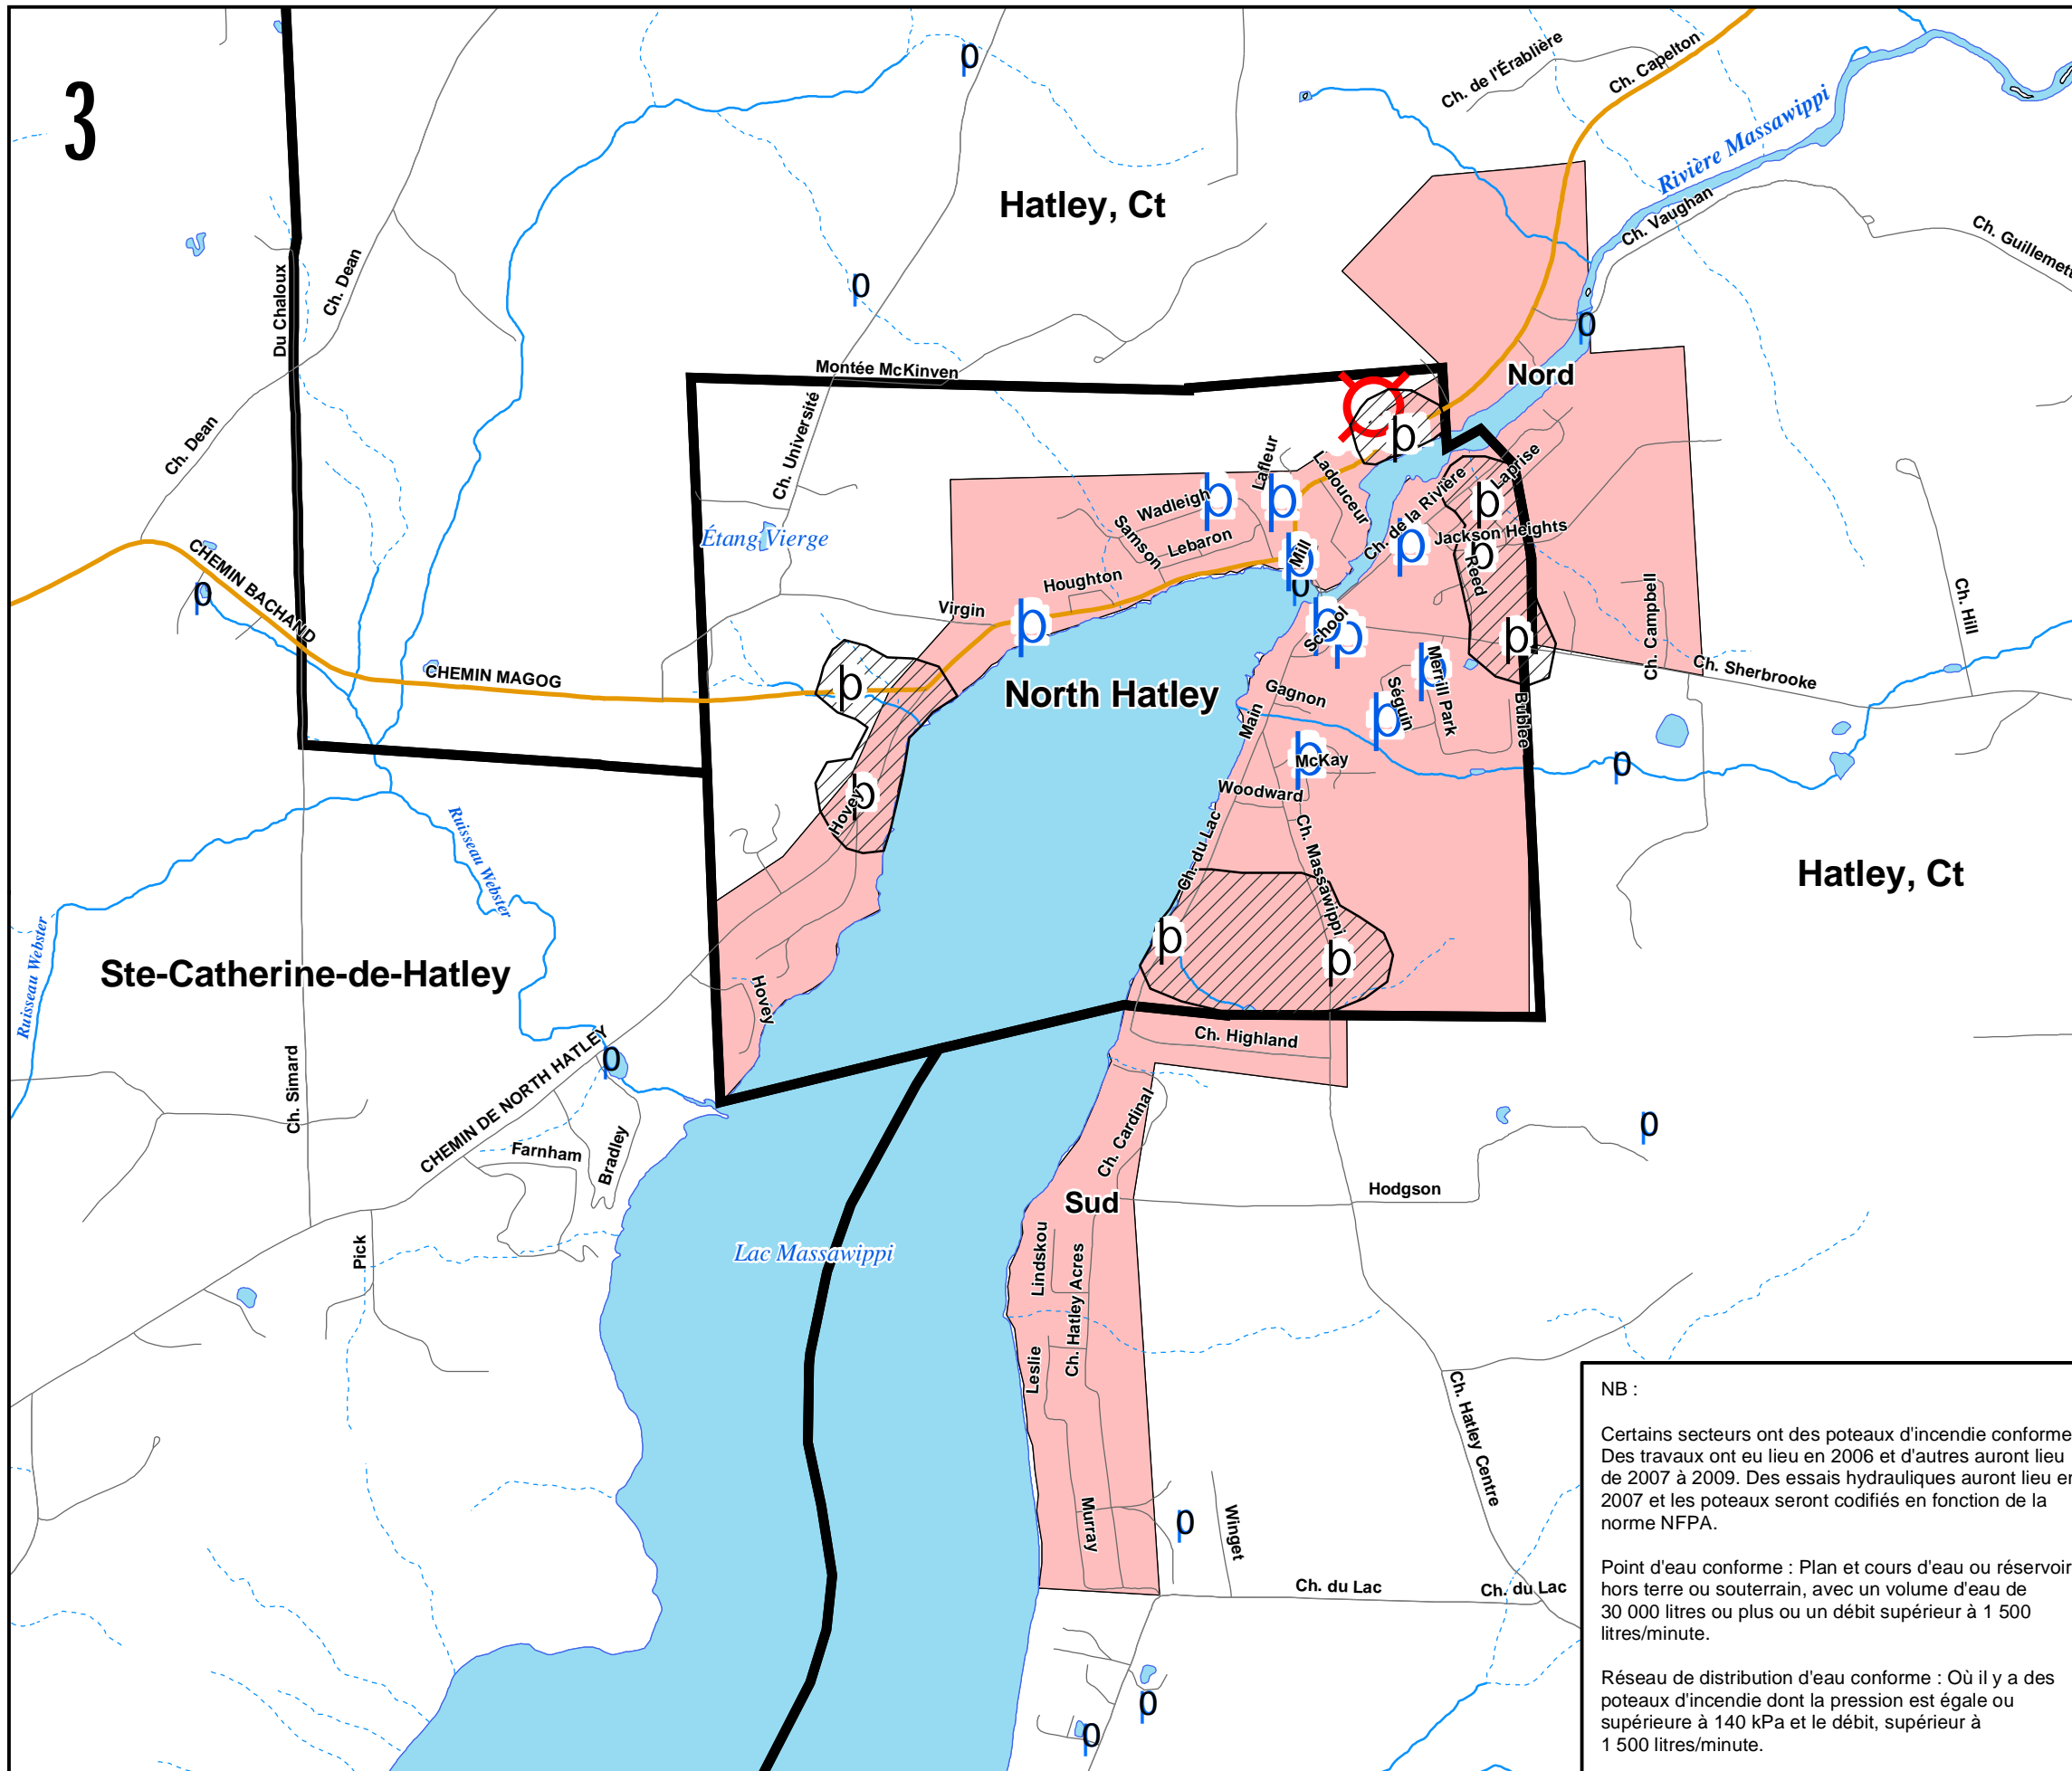 3
Hatley, Ct
Ch. de l'Érablière
Ch. Capelton
Rivière Massawippi
Ch. Vaughan
Du Chaloux
Ch. Dean
Ch. Dean
Montée McKinven
Ch. Université
Nord
Lafleur
Ladouceur
Wadleigh
Samson
Lebaron
Mill
Ch. de la Rivière
Laprise
Jackson Heights
Reed
Étang Vierge
CHEMIN BACHAND
Houghton
Virgin
School
Ch. Campbell
Ch. Hill
CHEMIN MAGOG
North Hatley
Merrill Park
Ch. Sherbrooke
Gagnon
Séguin
Main
Bublee
McKay
Woodward
Hovey
Ruisseau Webster
Ch. du Lac
Ch. Massawippi
Hatley, Ct
Ruisseau Webster
Ste-Catherine-de-Hatley
Hovey
Ch. Highland
Ch. Simard
CHEMIN DE NORTH HATLEY
Farnham
Bradley
Ch. Cardinal
Sud
Hodgson
Pick
Lac Massawippi
Lindskou
Ch. Hatley Acres
Leslie
Ch. Hatley Centre
Murray
Winget
Ch. du Lac
Ch. du Lac
NB :
Certains secteurs ont des poteaux d'incendie conforme
Des travaux ont eu lieu en 2006 et d'autres auront lieu
de 2007 à 2009. Des essais hydrauliques auront lieu en
2007 et les poteaux seront codifiés en fonction de la
norme NFPA.
Point d'eau conforme : Plan et cours d'eau ou réservoir
hors terre ou souterrain, avec un volume d'eau de
30 000 litres ou plus ou un débit supérieur à 1 500
litres/minute.
Réseau de distribution d'eau conforme : Où il y a des
poteaux d'incendie dont la pression est égale ou
supérieure à 140 kPa et le débit, supérieur à
1 500 litres/minute.